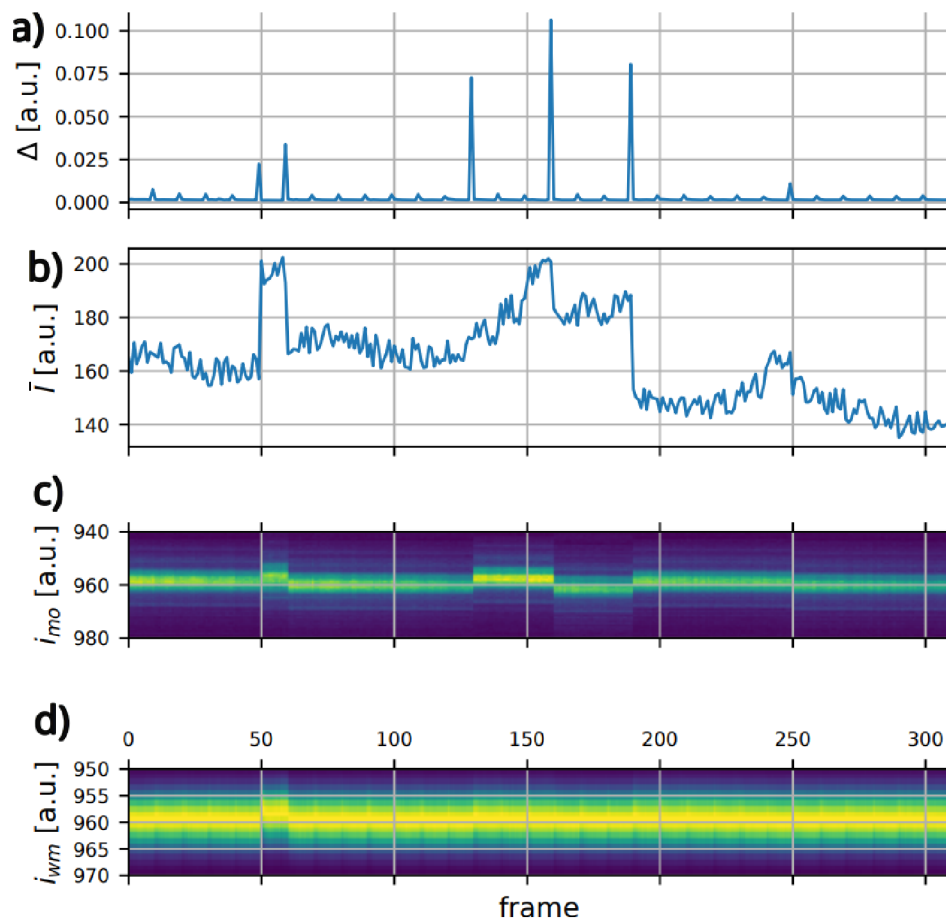 a)
0.100
0.075
0.050
0.025
0.000
Δ [a.u.]
b)
200
180
160
140
Ī [a.u.]
c)
940
960
980
i_mo [a.u.]
d)
0 50 100 150 200 250 300
950
955
960
965
970
i_wm [a.u.]
frame